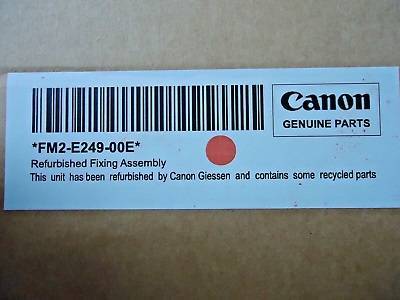 Canon
GENUINE PARTS
*FM2-E249-00E*
Refurbished Fixing Assembly
This unit has been refurbished by Canon Giessen and contains some recycled parts